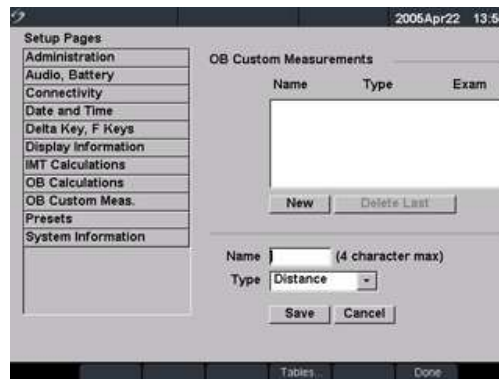 2005Apr22 13:5
Setup Pages
Administration
Audio, Battery
Connectivity
Date and Time
Delta Key, F Keys
Display Information
IMT Calculations
OB Calculations
OB Custom Meas.
Presets
System Information
OB Custom Measurements
Name Type Exam
New Delete Last
Name (4 character max)
Type Distance
Save Cancel
Tables... Done